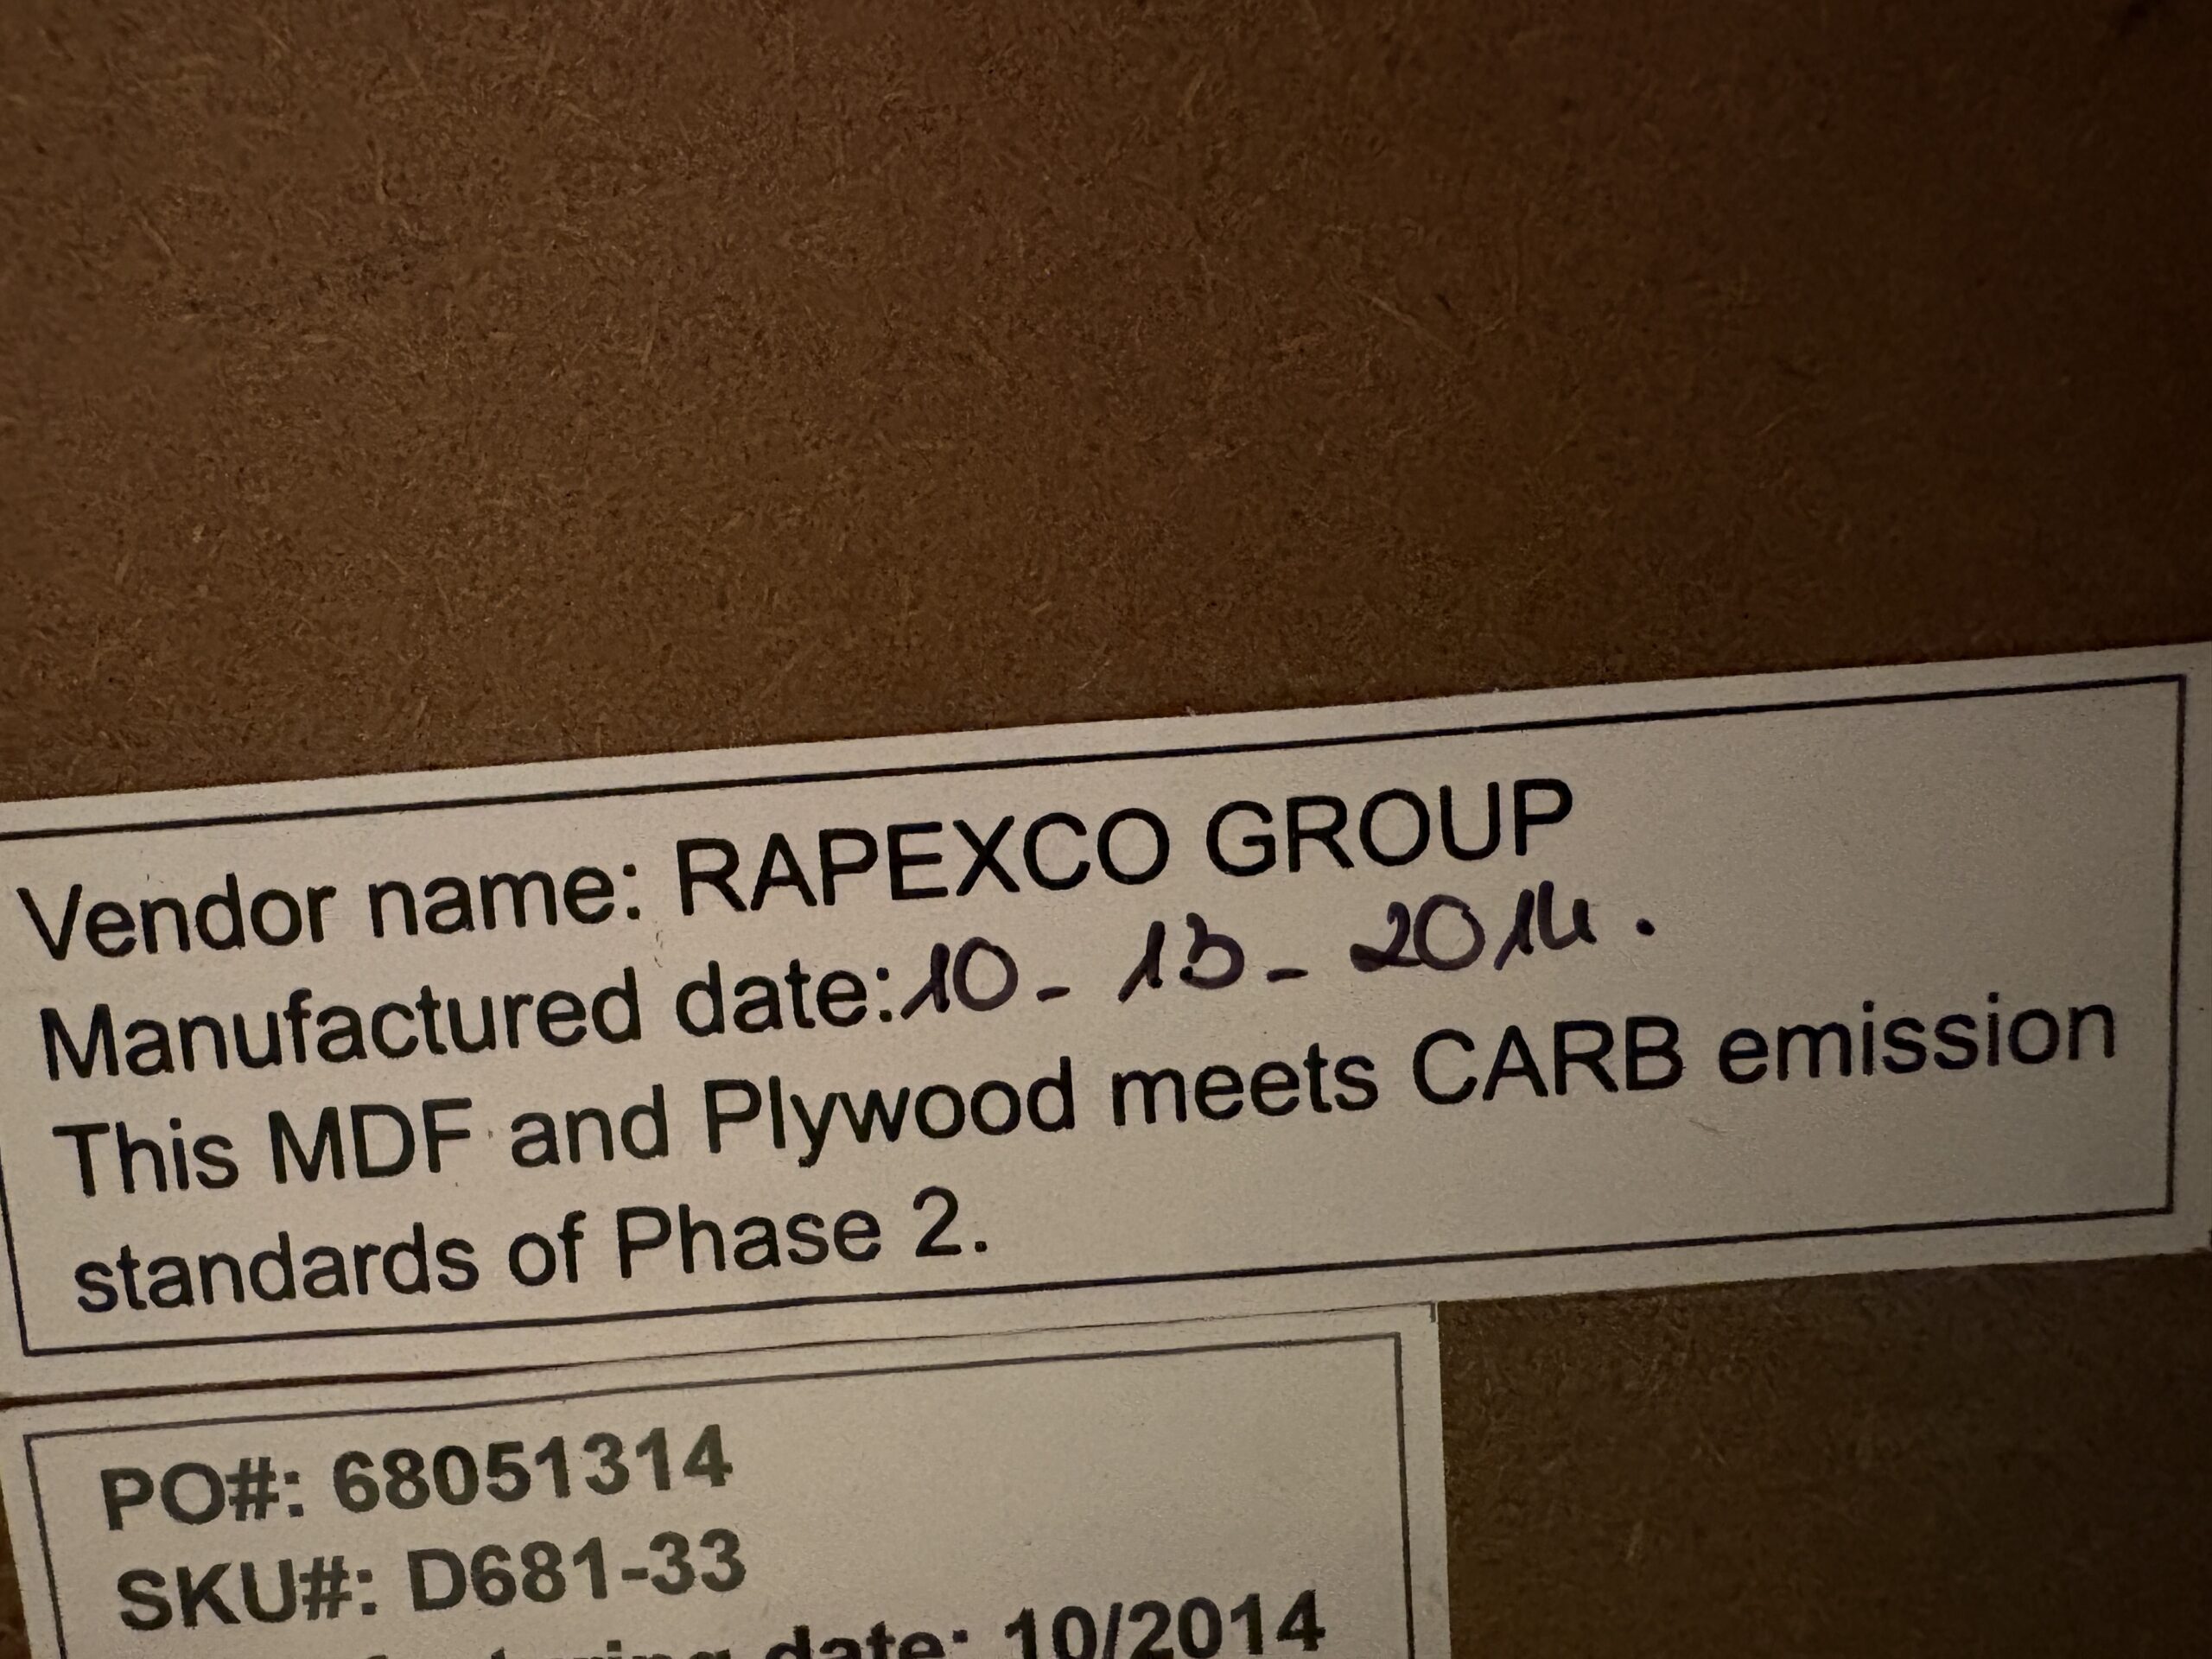 Vendor name: RAPEXCO GROUP
Manufactured date: 10-13-2014.
This MDF and Plywood meets CARB emission
standards of Phase 2.
PO#: 68051314
SKU#: D681-33
date: 10/2014